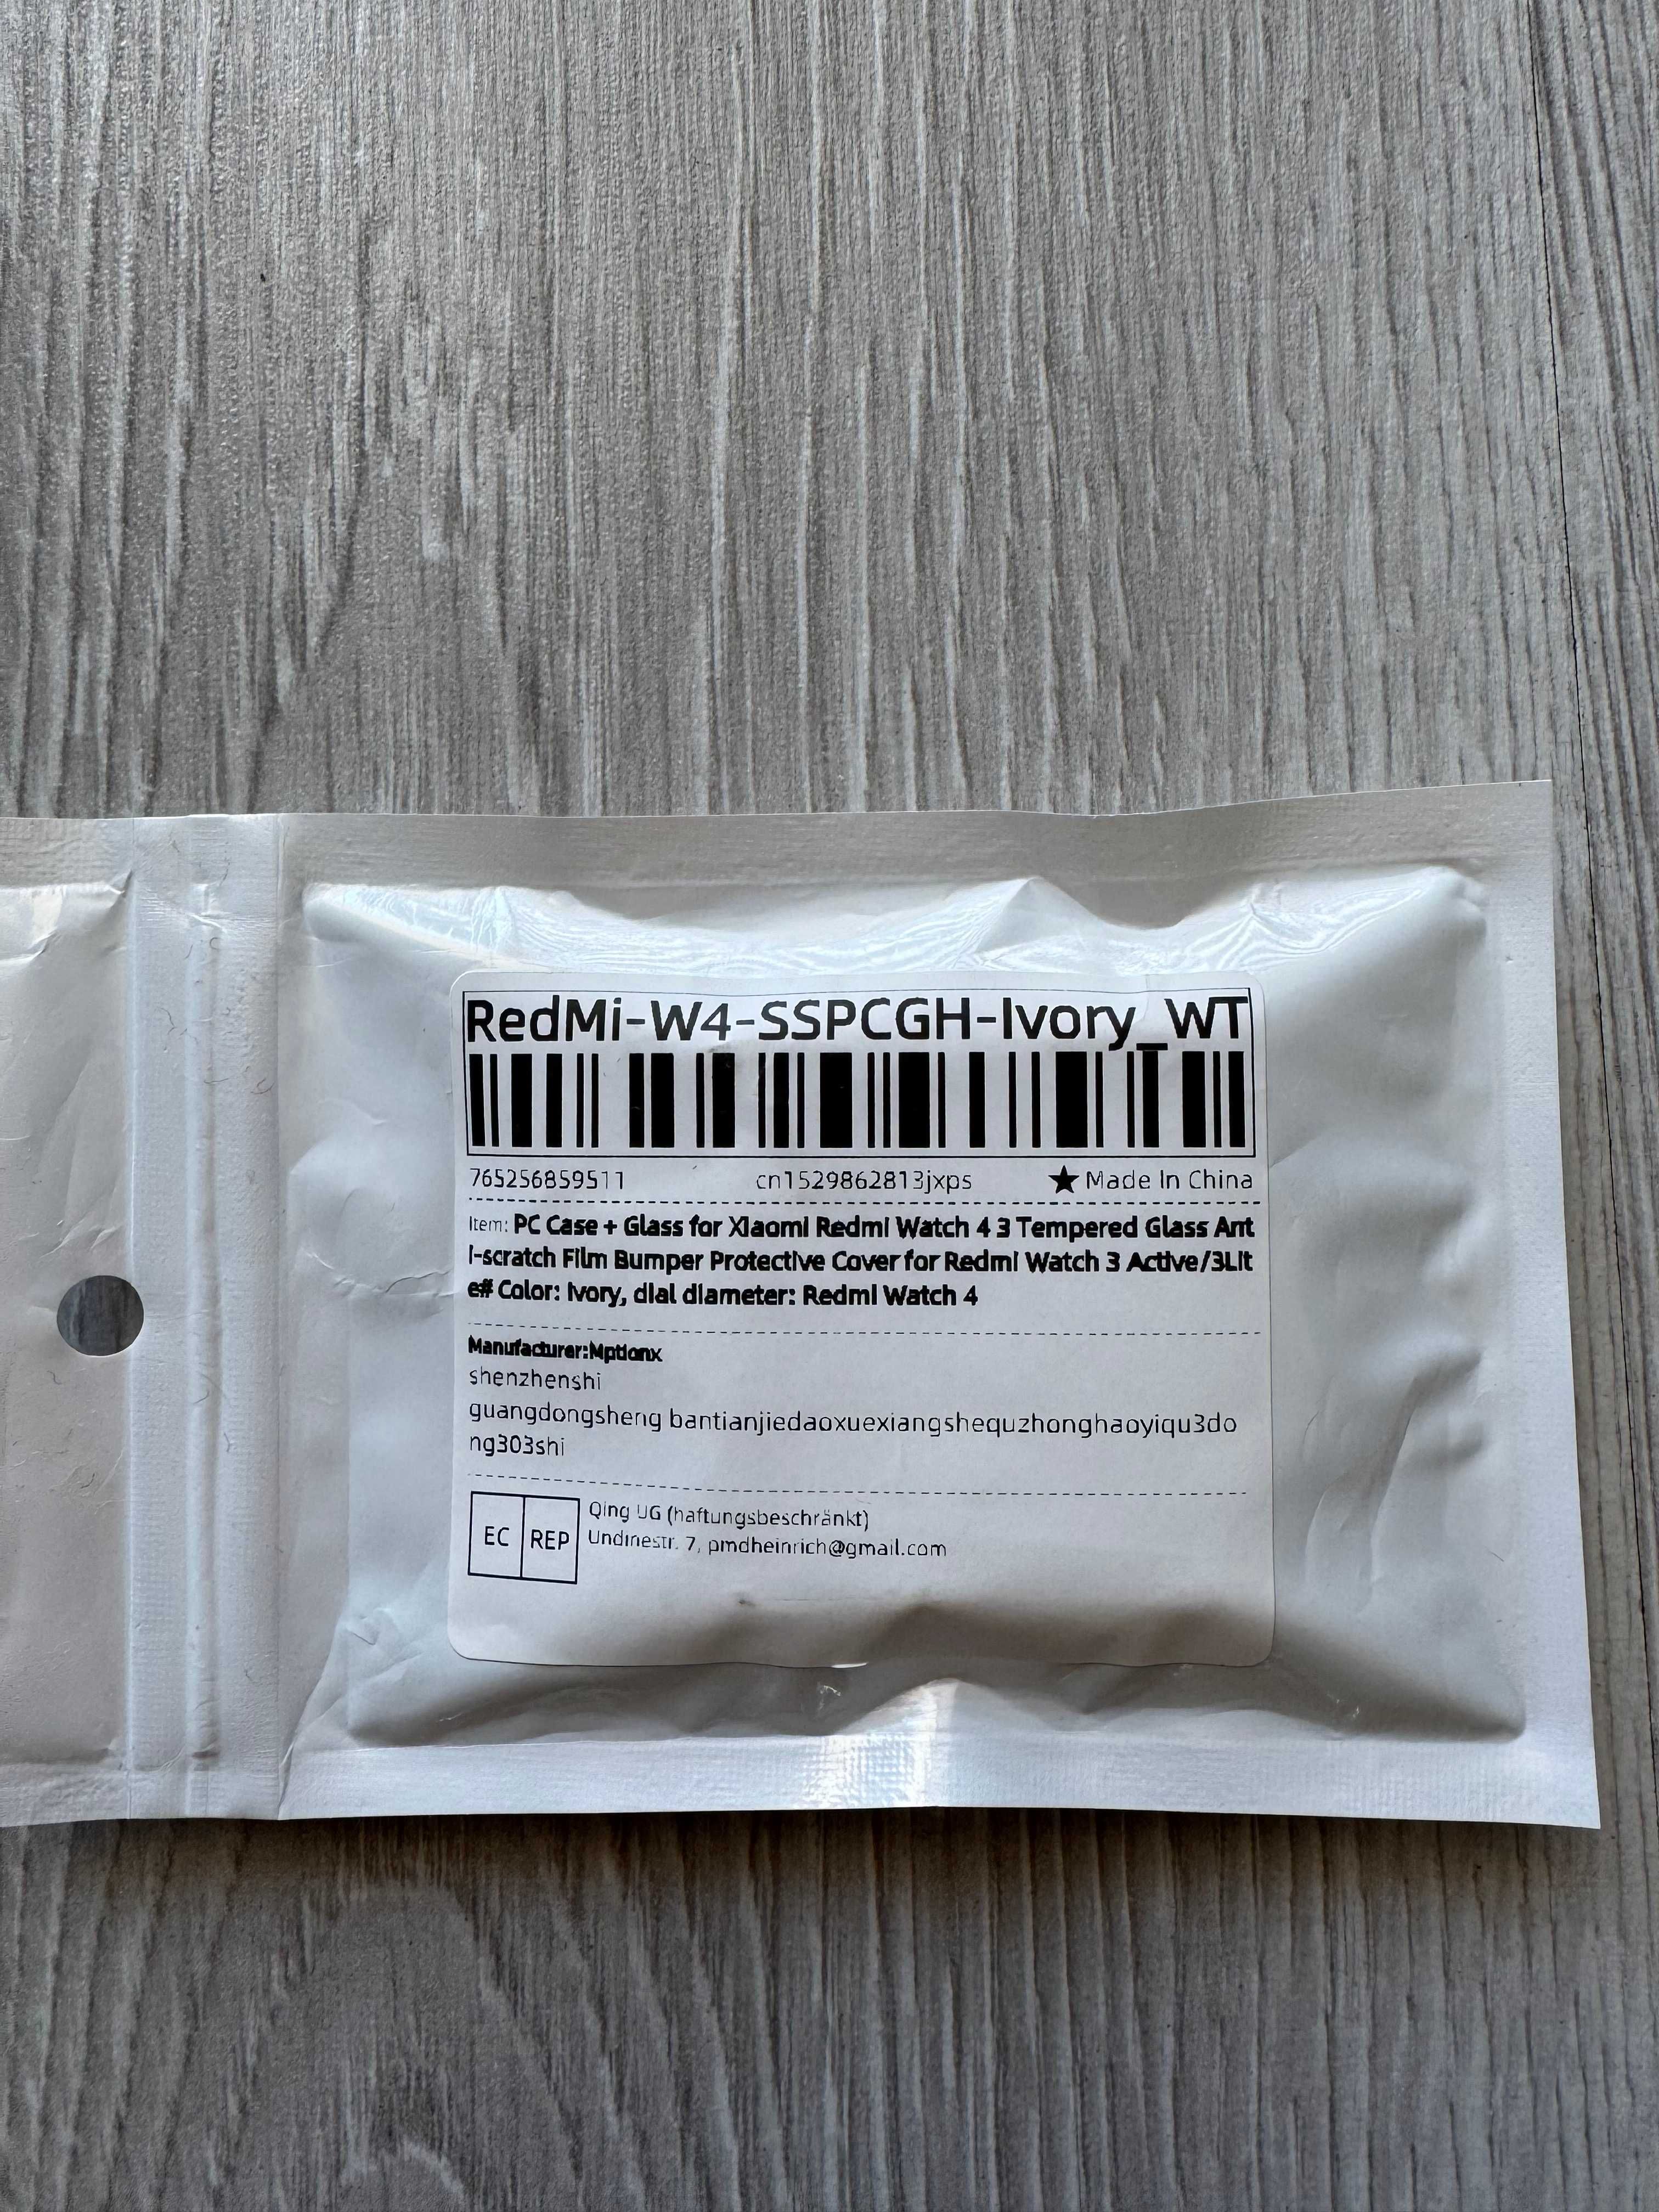 RedMi-W4-SSPCGH-Ivory_WT
765256859511 cn1529862813jxps ★ Made In China
Item: PC Case + Glass for Xiaomi Redmi Watch 4 3 Tempered Glass Ant
i-scratch Film Bumper Protective Cover for Redmi Watch 3 Active/3Lit
e# Color: Ivory, dial diameter: Redmi Watch 4
Manufacturer:Mptionx
shenzhenshi
guangdongsheng bantianjiedaoxuexiangshequzhonghaoyiqu3do
ng303shi
EC REP
Qing UG (haftungsbeschränkt)
Undinestr. 7, pmdheinrich@gmail.com